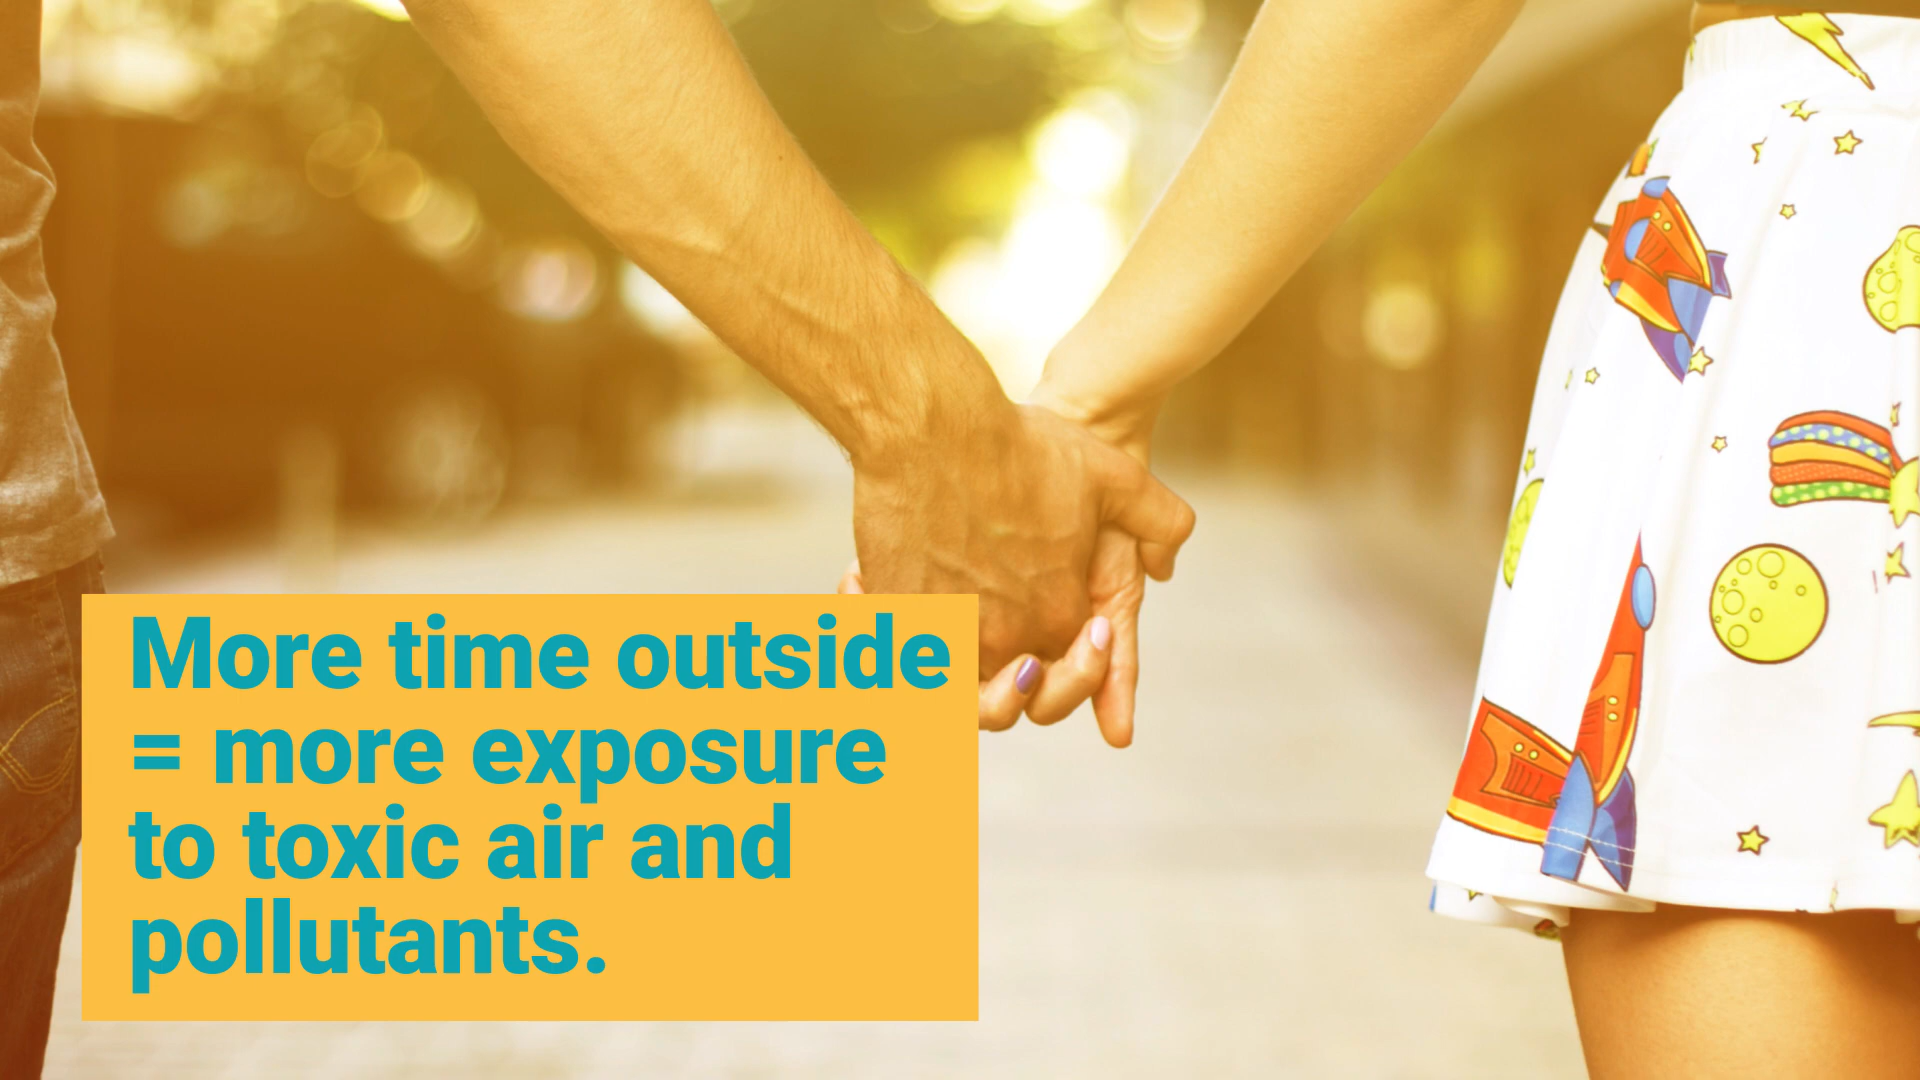 More time outside
= more exposure
to toxic air and
pollutants.